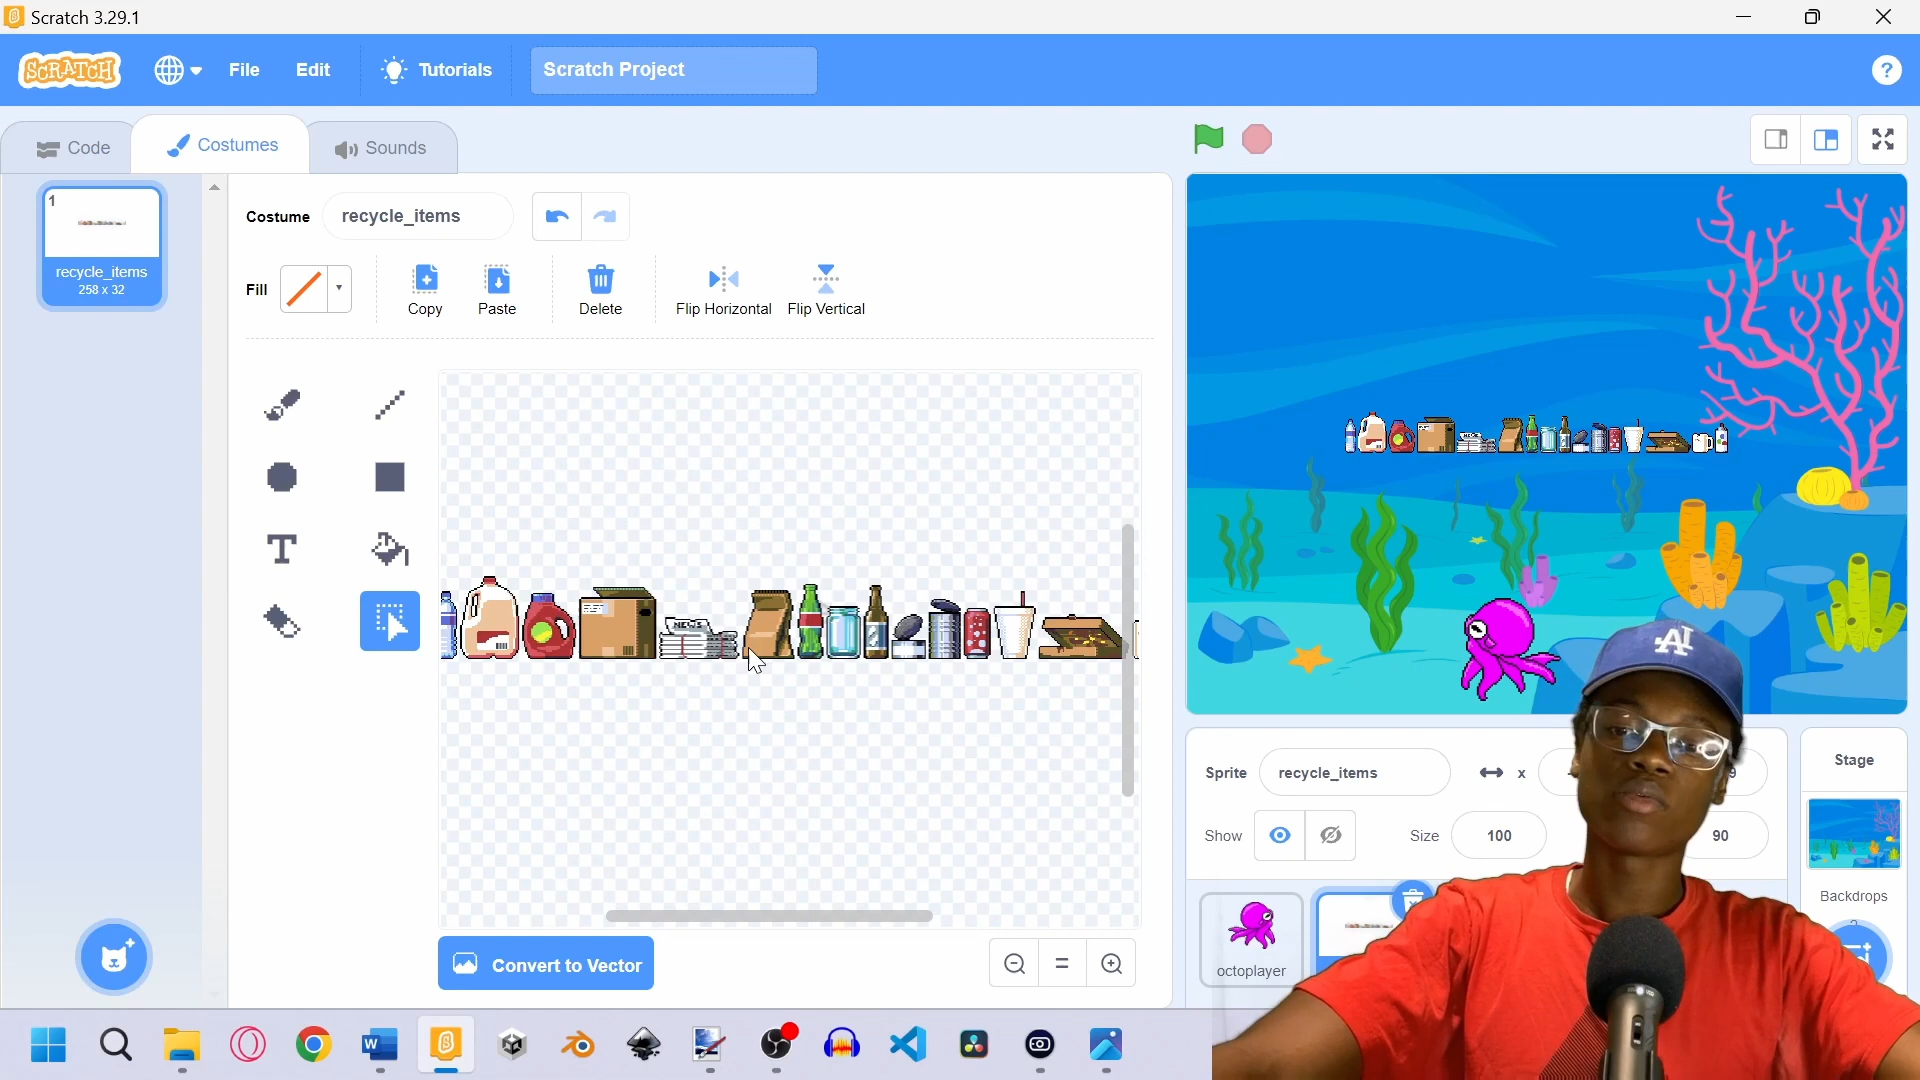 Scratch 3.29.1
SCRATCH
File
Edit
Tutorials
Scratch Project
?
Code
Costumes
Sounds
1
recycle_items
258 x 32
Costume
recycle_items
Fill
Copy
Paste
Delete
Flip Horizontal
Flip Vertical
T
Convert to Vector
Sprite
recycle_items
x
Show
Size
100
90
octoplayer
Stage
Backdrops
LA